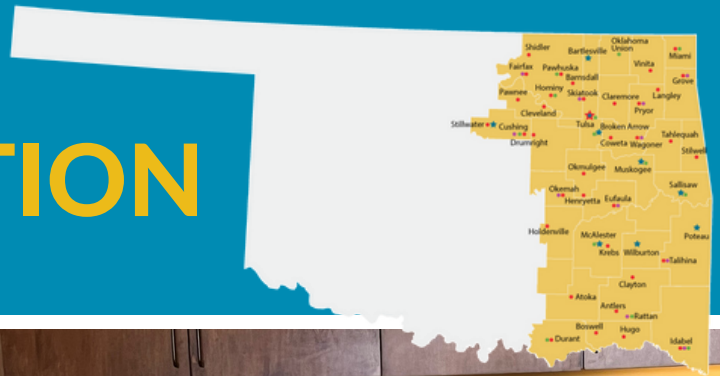 TION
Shidler
Bartlesville
Oklahoma
Union
Miami
Fairfax
Pawhuska
Vinita
Barnsdall
Grove
Pawnee
Hominy
Skiatook
Claremore
Langley
Pryor
Cleveland
Stillwater
Cushing
Tulsa
Broken Arrow
Drumright
Coweta
Wagoner
Tahlequah
Stilwell
Okmulgee
Muskogee
Okemah
Henryetta
Eufaula
Sallisaw
Holdenville
McAlester
Krebs
Wilburton
Poteau
Talihina
Clayton
Atoka
Antlers
Rattan
Boswell
Hugo
Durant
Idabel